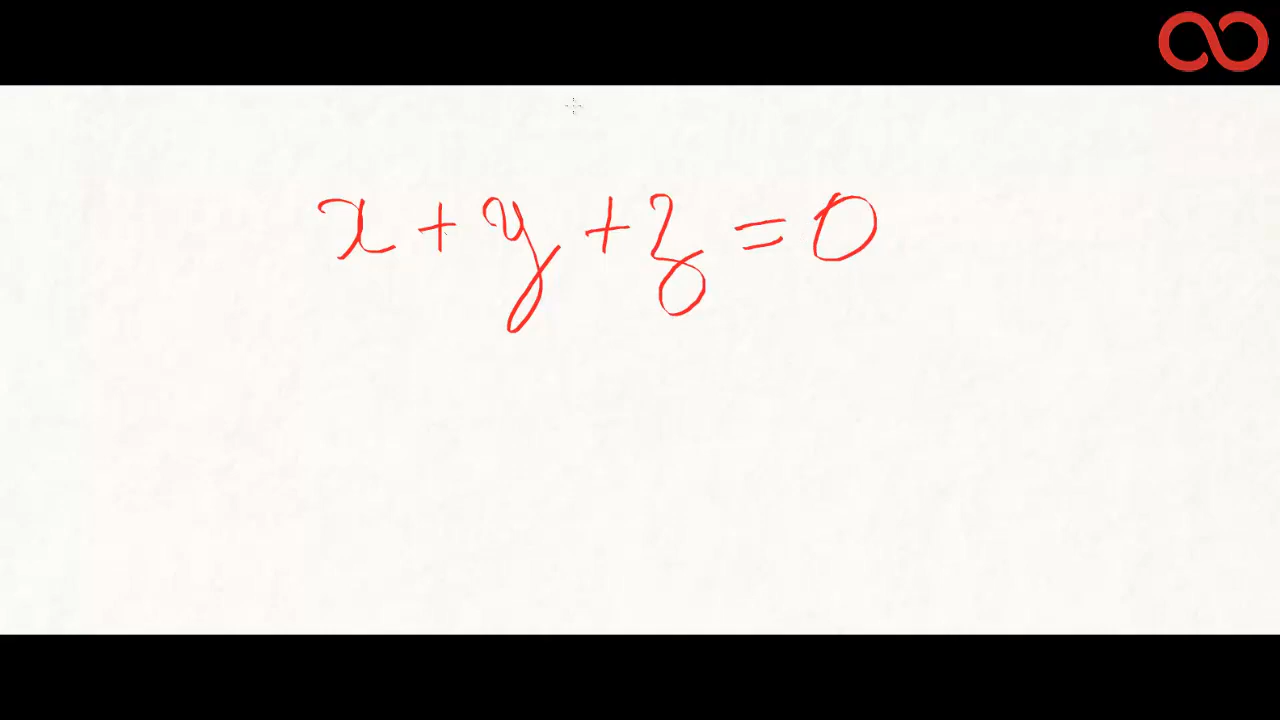 x + y + z = 0